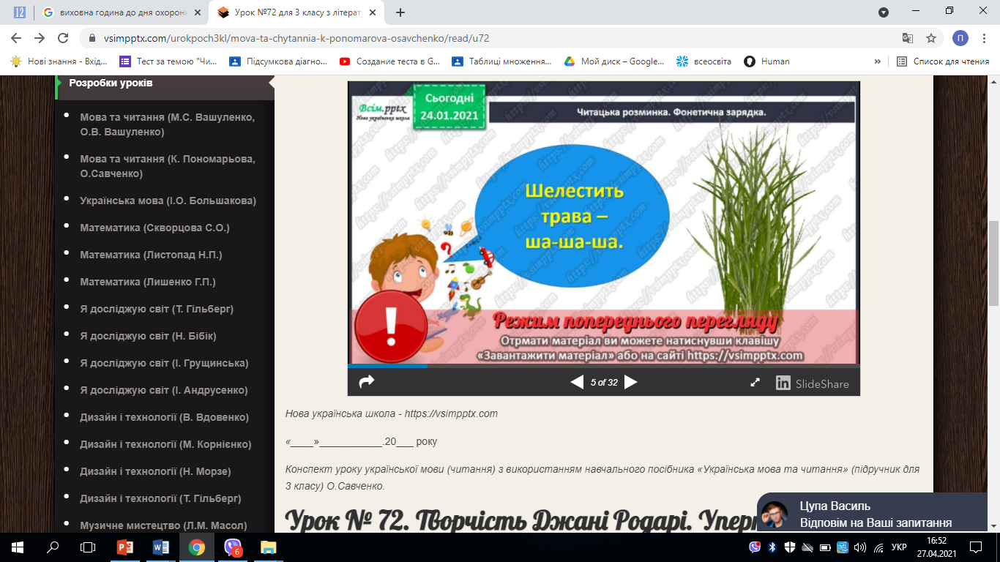 12
виховна година до дня охорони
Урок №72 для 3 класу з літерату
vsimpptx.com/urokpoch3kl/mova-ta-chytannia-k-ponomarova-osavchenko/read/u72
П
Нові знання - Вхід...
Тест за темою "Чи...
Підсумкова діагно...
Создание теста в G...
Таблиці множення...
Мой диск – Google...
всеосвіта
Human
»
Список для чтения
Розробки уроків
Мова та читання (М.С. Вашуленко,
О.В. Вашуленко)
Мова та читання (К. Пономарьова,
О.Савченко)
Українська мова (І.О. Большакова)
Математика (Скворцова С.О.)
Математика (Листопад Н.П.)
Математика (Лишенко Г.П.)
Я досліджую світ (Т. Гільберг)
Я досліджую світ (Н. Бібік)
Я досліджую світ (І. Грущинська)
Я досліджую світ (І. Андрусенко)
Дизайн і технології (В. Вдовенко)
Дизайн і технології (М. Корнієнко)
Дизайн і технології (Н. Морзе)
Дизайн і технології (Т. Гільберг)
Музичне мистецтво (Л.М. Масол)
Всім.pptx
Нова українська школа
Сьогодні
24.01.2021
Читацька розминка. Фонетична зарядка.
https://vsimpptx.com
Шелестить
трава –
ша-ша-ша.
Режим попереднього перегляду
Отрмати матеріал ви можете натиснувши клавішу
«Завантажити матеріал» або на сайті https://vsimpptx.com
5 of 32
in SlideShare
Нова українська школа - https://vsimpptx.com
«____»___________.20___ року
Конспект уроку української мови (читання) з використанням навчального посібника «Українська мова та читання» (підручник для
3 класу) О.Савченко.
Урок № 72. Творчість Джані Родарі.
Цупа Василь
Відповім на Ваші запитання
6
УКР
16:52
27.04.2021